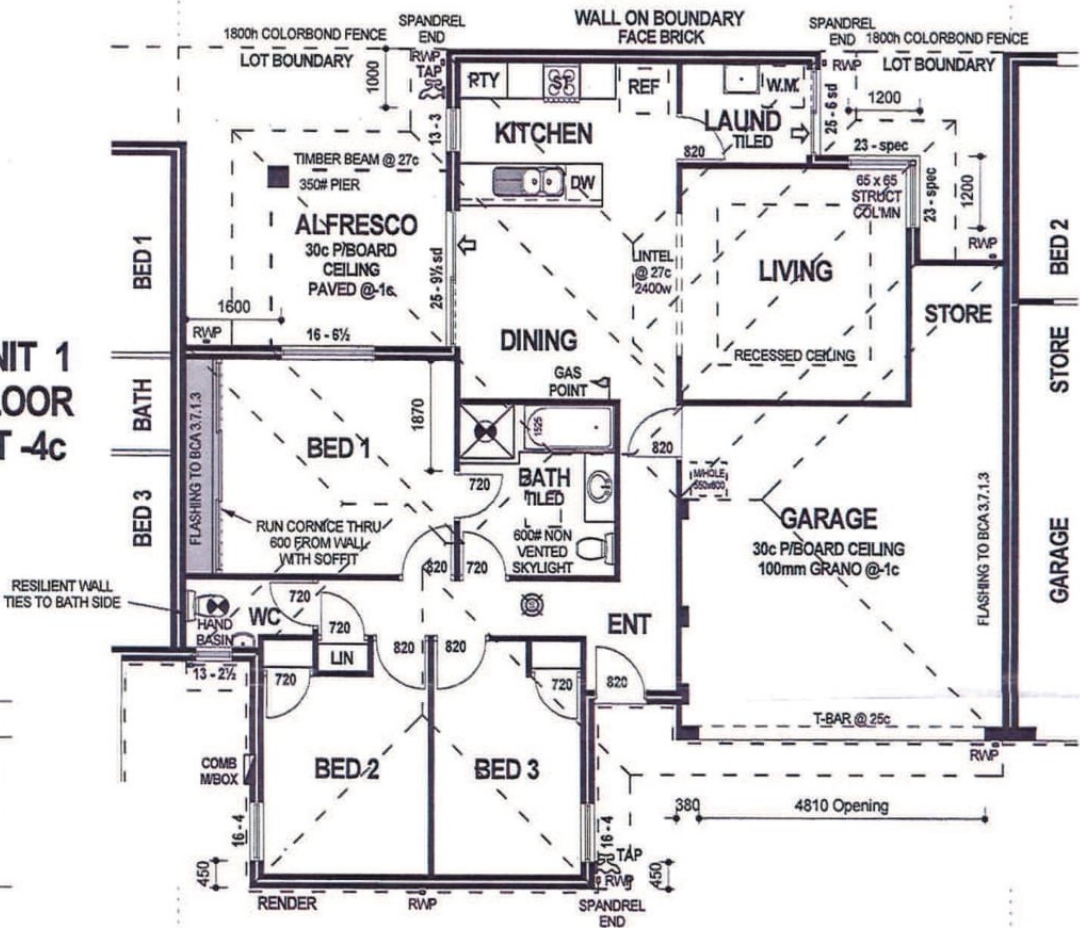 SPANDREL
END
WALL ON BOUNDARY
FACE BRICK
SPANDREL
END
1800h COLORBOND FENCE
LOT BOUNDARY
RWP
TAP
1000
RWP
1800h COLORBOND FENCE
LOT BOUNDARY
RTY
ST
REF
W.M.
13 - 3
KITCHEN
LAUND
TILED
820
25 - 6 sd
1200
23 - spec
23 - spec
1200
65 x 65
STRUCT
COL'MN
RWP
TIMBER BEAM @ 27c
350# PIER
ALFRESCO
30c P/BOARD
CEILING
PAVED @-1c
25 - 9½ sd
DW
LINTEL
@ 27c
2400w
LIVING
RECESSED CEILING
STORE
BED 1
BED 2
1600
RWP
16 - 6½
DINING
GAS
POINT
NIT 1
LOOR
T -4c
BATH
STORE
FLASHING TO BCA 3.7.1.3
BED 1
1870
1525
820
720
BATH
TILED
600# NON
VENTED
SKYLIGHT
M/HOLE
550x600
GARAGE
30c P/BOARD CEILING
100mm GRANO @-1c
FLASHING TO BCA 3.7.1.3
GARAGE
BED 3
RUN CORNICE THRU
600 FROM WALL
WITH SOFFIT
820
720
RESILIENT WALL
TIES TO BATH SIDE
HAND
BASIN
WC
720
720
LIN
820
820
ENT
13 - 2½
720
720
820
T-BAR @ 25c
RWP
COMB
M/BOX
BED 2
BED 3
380
4810 Opening
16 - 4
16 - 4
TAP
RWP
450
450
RENDER
RWP
SPANDREL
END